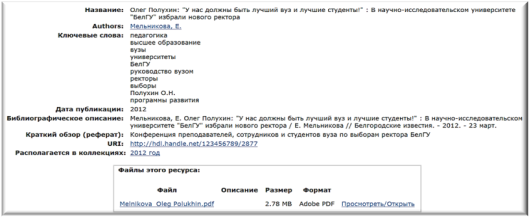 Название: Олег Полухин: "У нас должны быть лучший вуз и лучшие студенты!" : В научно-исследовательском университете
"БелГУ" избрали нового ректора
Authors: Мельникова, Е.
Ключевые слова: педагогика
высшее образование
вузы
университеты
БелГУ
руководство вузом
ректоры
выборы
Полухин О.Н.
программы развития
Дата публикации: 2012
Библиографическое описание: Мельникова, Е. Олег Полухин: "У нас должны быть лучший вуз и лучшие студенты!" : В научно-исследовательском
университете "БелГУ" избрали нового ректора / Е. Мельникова // Белгородские известия. - 2012. - 23 март.
Краткий обзор (реферат): Конференция преподавателей, сотрудников и студентов вуза по выборам ректора БелГУ
URI: http://hdl.handle.net/123456789/2877
Располагается в коллекциях: 2012 год
Файлы этого ресурса:
Файл Описание Размер Формат
Melnikova_Oleg Polukhin.pdf 2.78 MB Adobe PDF Просмотреть/Открыть